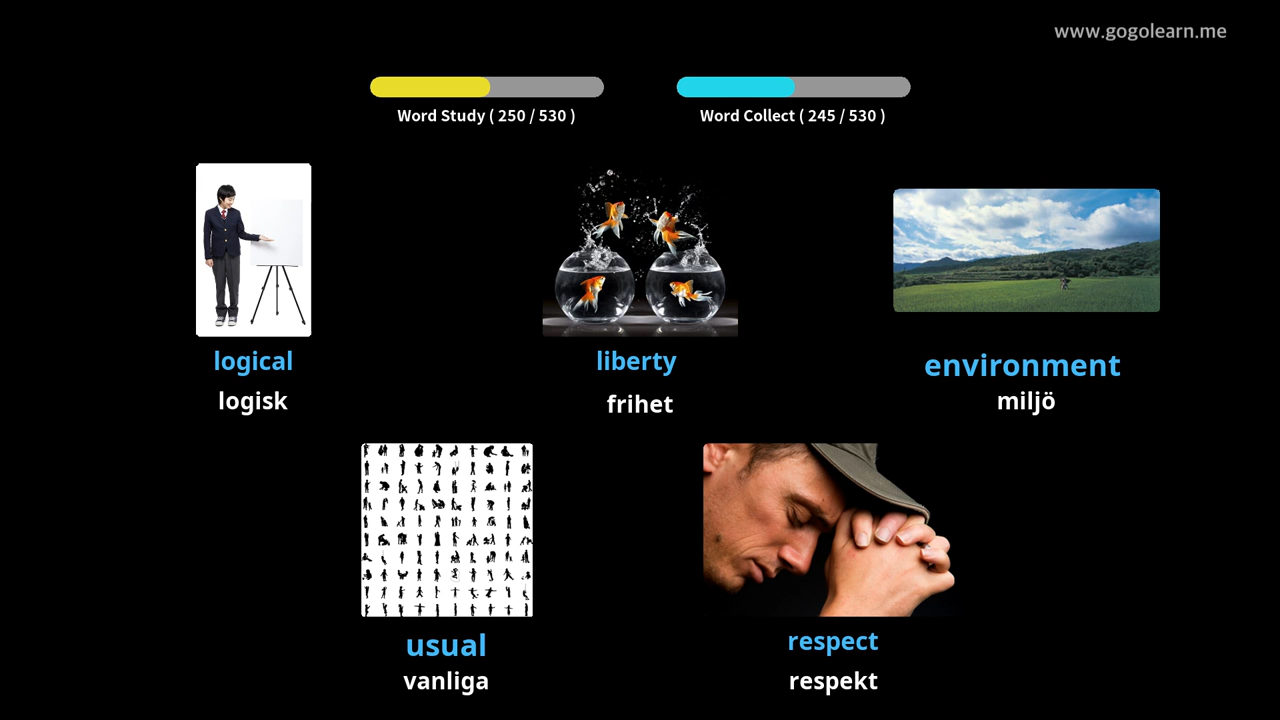 www.gogolearn.me
Word Study ( 250 / 530 )
Word Collect ( 245 / 530 )
logical
logisk
liberty
frihet
environment
miljö
usual
vanliga
respect
respekt